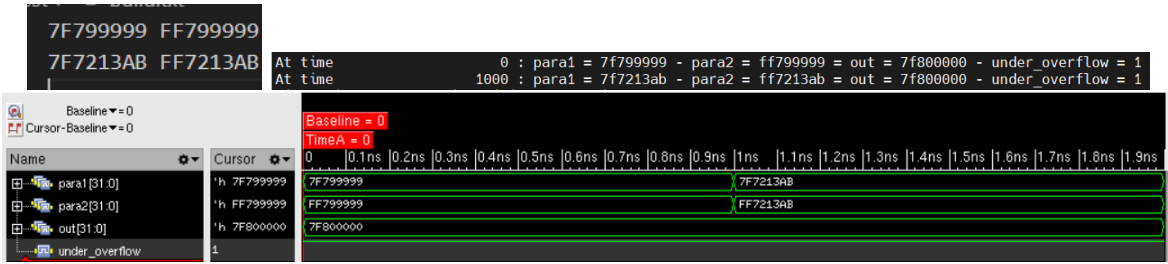 7F799999 FF799999
7F7213AB FF7213AB
At time 0 : para1 = 7f799999 - para2 = ff799999 = out = 7f800000 - under_overflow = 1
At time 1000 : para1 = 7f7213ab - para2 = ff7213ab = out = 7f800000 - under_overflow = 1
Baseline▼= 0
Cursor-Baseline▼= 0
Baseline = 0
TimeA = 0
Name Cursor 0 0.1ns 0.2ns 0.3ns 0.4ns 0.5ns 0.6ns 0.7ns 0.8ns 0.9ns 1ns 1.1ns 1.2ns 1.3ns 1.4ns 1.5ns 1.6ns 1.7ns 1.8ns 1.9ns
para1[31:0] 'h 7F799999 7F799999 7F7213AB
para2[31:0] 'h FF799999 FF799999 FF7213AB
out[31:0] 'h 7F800000 7F800000
under_overflow 1